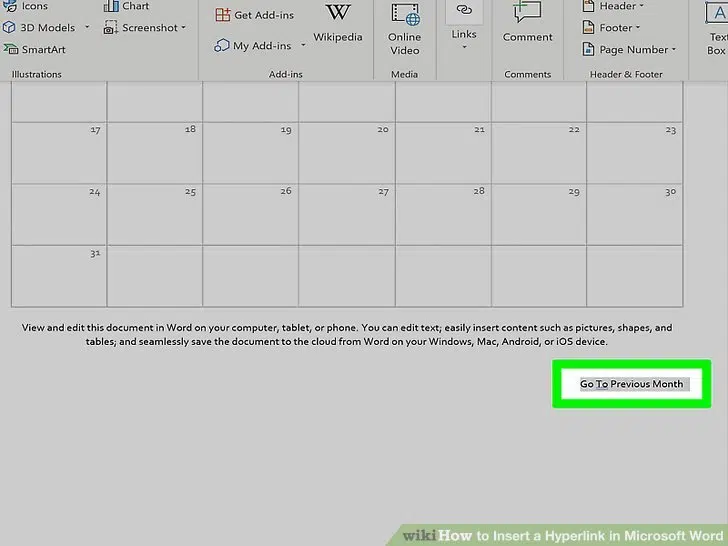 Icons
Chart
Header
3D Models
Screenshot
Get Add-ins
My Add-ins
Wikipedia
Online
Video
Links
Comment
Footer
Page Number
Text
Box
SmartArt
Illustrations
Add-ins
Media
Comments
Header & Footer
17 18 19 20 21 22 23
24 25 26 27 28 29 30
31
View and edit this document in Word on your computer, tablet, or phone. You can edit text; easily insert content such as pictures, shapes, and
tables; and seamlessly save the document to the cloud from Word on your Windows, Mac, Android, or iOS device.
Go To Previous Month
wikiHow to Insert a Hyperlink in Microsoft Word